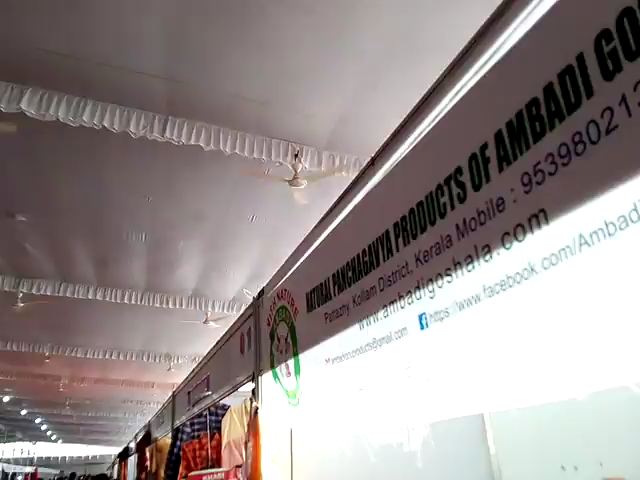 NATURAL PANCHAGAVYA PRODUCTS OF AMBADI GO
Pattazhy, Kollam District, Kerala Mobile : 95398021
www.ambadigoshala.com
https://www.facebook.com/Ambadi